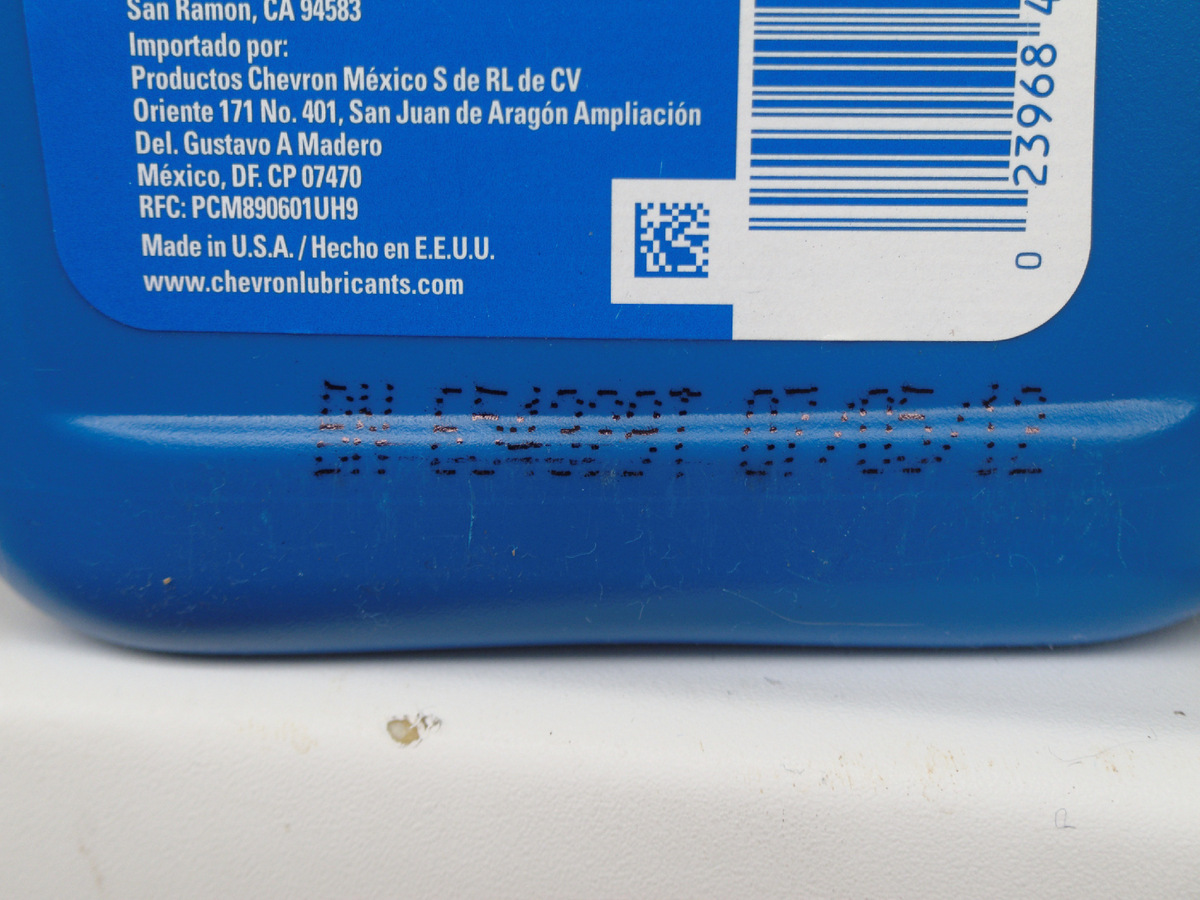 San Ramon, CA 94583
Importado por:
Productos Chevron México S de RL de CV
Oriente 171 No. 401, San Juan de Aragón Ampliación
Del. Gustavo A Madero
México, DF. CP 07470
RFC: PCM890601UH9
Made in U.S.A. / Hecho en E.E.U.U.
www.chevronlubricants.com
0 23968 4
07/05/12